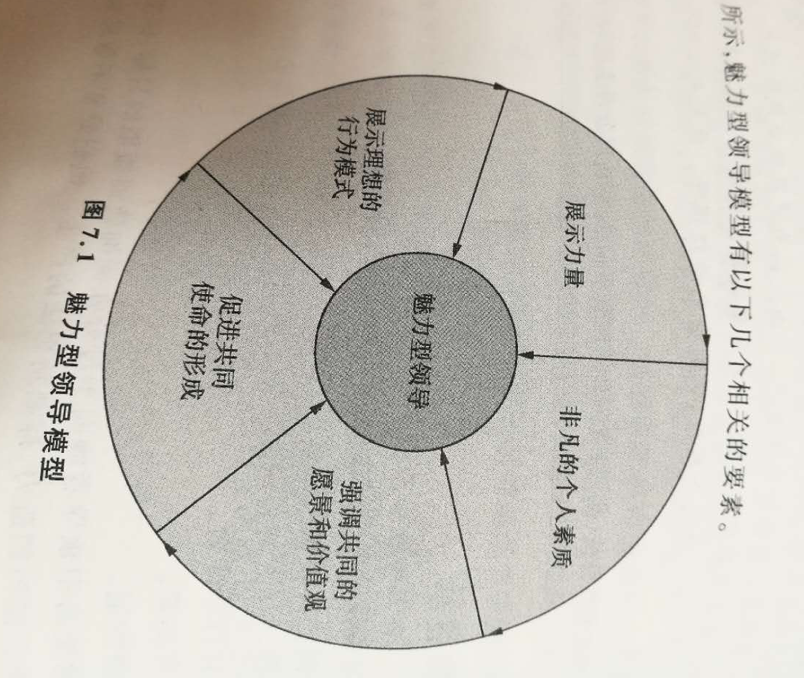 所示，魅力型领导模型有以下几个相关的要素。
展示力量
非凡的个人素质
魅力型领导
展示理想的
行为模式
强调共同的
愿景和价值观
促进共同
使命的形成
图 7.1 魅力型领导模型